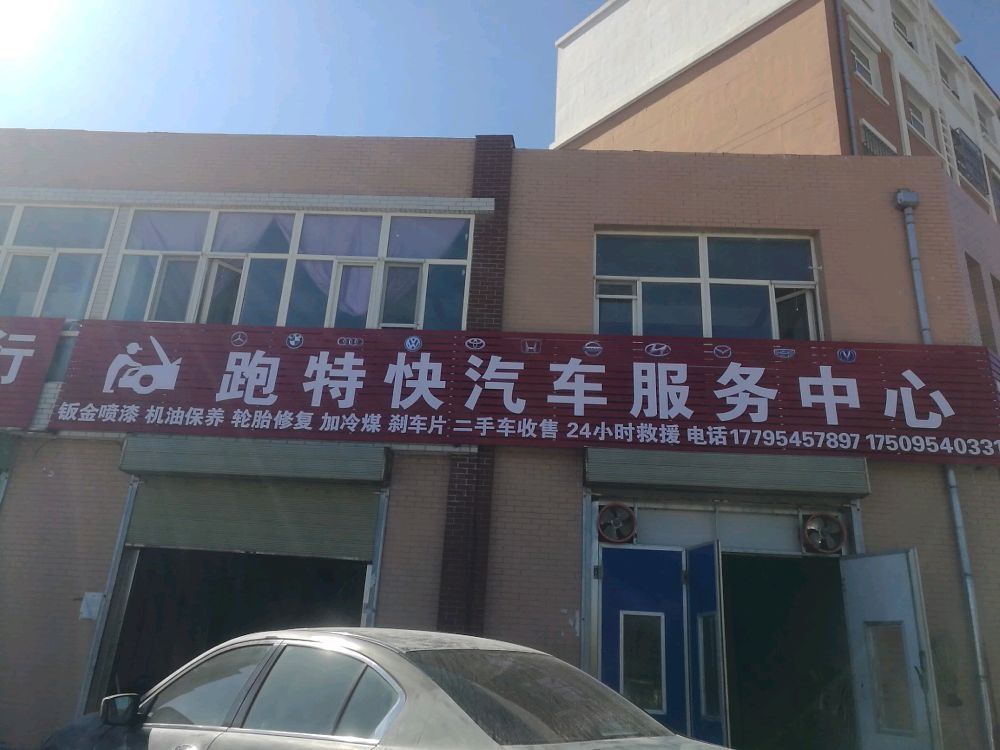 行
跑特快汽车服务中心
钣金喷漆 机油保养 轮胎修复 加冷煤 刹车片 二手车收售 24小时救援 电话17795457897 17509540331